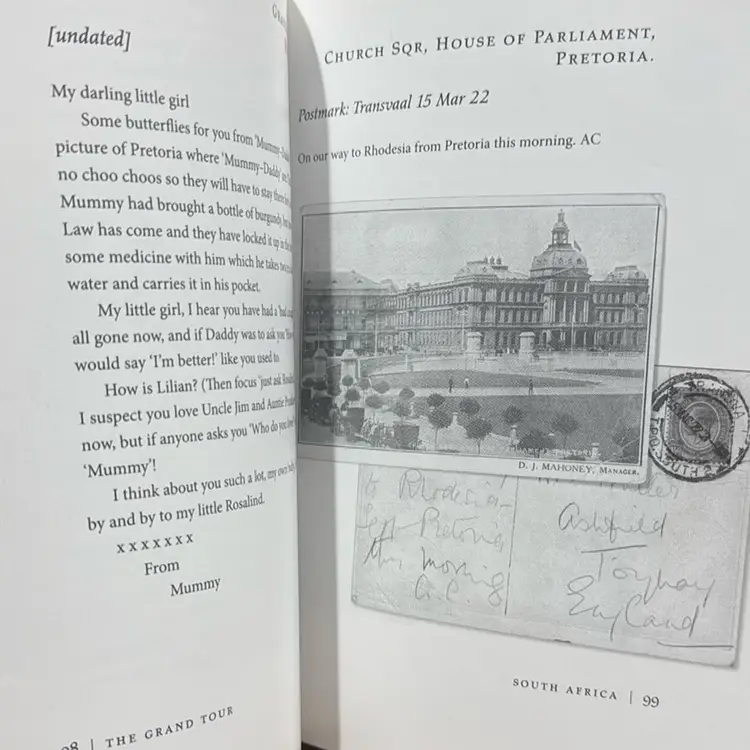 [undated]
My darling little girl
Some butterflies for you from 'Mummy-
picture of Pretoria where 'Mummy-Daddy'
no choo choos so they will have to stay there
Mummy had brought a bottle of burgundy,
Law has come and they have locked it up in the
some medicine with him which he takes
water and carries it in his pocket.
My little girl, I hear you have had a 'bad
all gone now, and if Daddy was to ask you
would say 'I'm better!' like you used to.
How is Lilian? (Then focus 'just ask
I suspect you love Uncle Jim and Auntie
now, but if anyone asks you 'Who do you
'Mummy'!
I think about you such a lot, my own
by and by to my little Rosalind.
x x x x x x x
From
Mummy
THE GRAND TOUR
CHURCH SQR, HOUSE OF PARLIAMENT,
PRETORIA.
Postmark: Transvaal 15 Mar 22
On our way to Rhodesia from Pretoria this morning. AC
D. J. MAHONEY, MANAGER.
to Rhodesia-
Left Pretoria
this morning
A.C.
Ashfield
Torquay
England
SOUTH AFRICA | 99